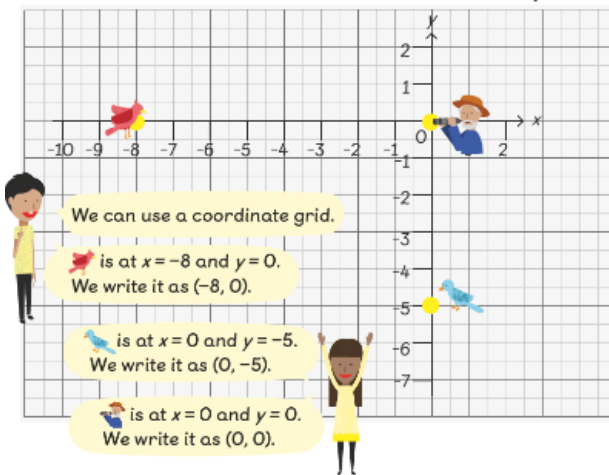 y
2
1
-10 -9 -8 -7 -6 -5 -4 -3 -2 -1 O 2 x
-2
-3
-4
-5
-6
-7
We can use a coordinate grid.
is at x = -8 and y = 0.
We write it as (-8, 0).
is at x = 0 and y = -5.
We write it as (0, -5).
is at x = 0 and y = 0.
We write it as (0, 0).